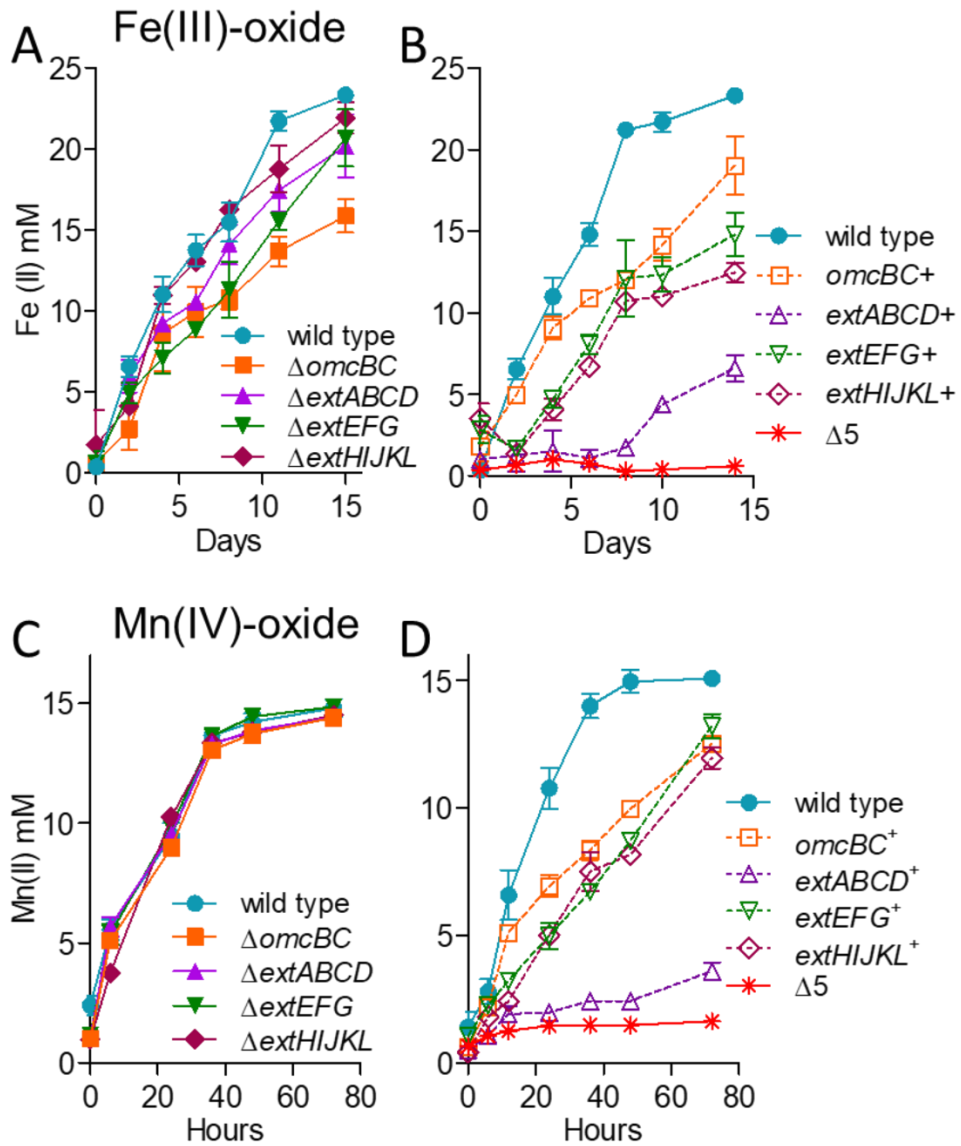 A
Fe(III)-oxide
B
Fe (II) mM
25
20
15
10
5
0
0 5 10 15
Days
wild type
ΔomcBC
ΔextABCD
ΔextEFG
ΔextHIJKL
25
20
15
10
5
0
0 5 10 15
Days
wild type
omcBC+
extABCD+
extEFG+
extHIJKL+
Δ5
C
Mn(IV)-oxide
D
Mn(II) mM
15
10
5
0
0 20 40 60 80
Hours
wild type
ΔomcBC
ΔextABCD
ΔextEFG
ΔextHIJKL
15
10
5
0
0 20 40 60 80
Hours
wild type
omcBC⁺
extABCD⁺
extEFG⁺
extHIJKL⁺
Δ5